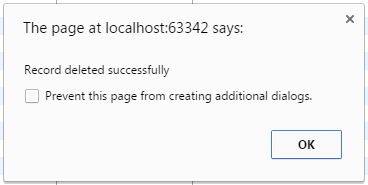 The page at localhost:63342 says:
Record deleted successfully
Prevent this page from creating additional dialogs.
OK